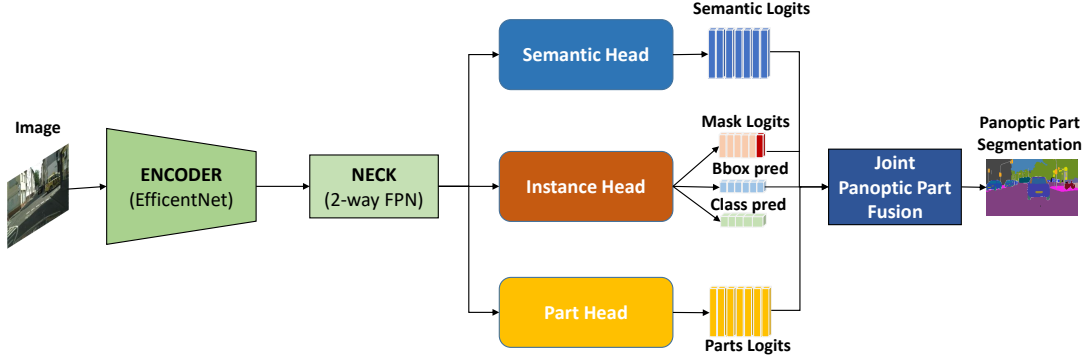 Image
ENCODER
(EfficentNet)
NECK
(2-way FPN)
Semantic Head
Semantic Logits
Instance Head
Mask Logits
Bbox pred
Class pred
Part Head
Parts Logits
Joint
Panoptic Part
Fusion
Panoptic Part
Segmentation